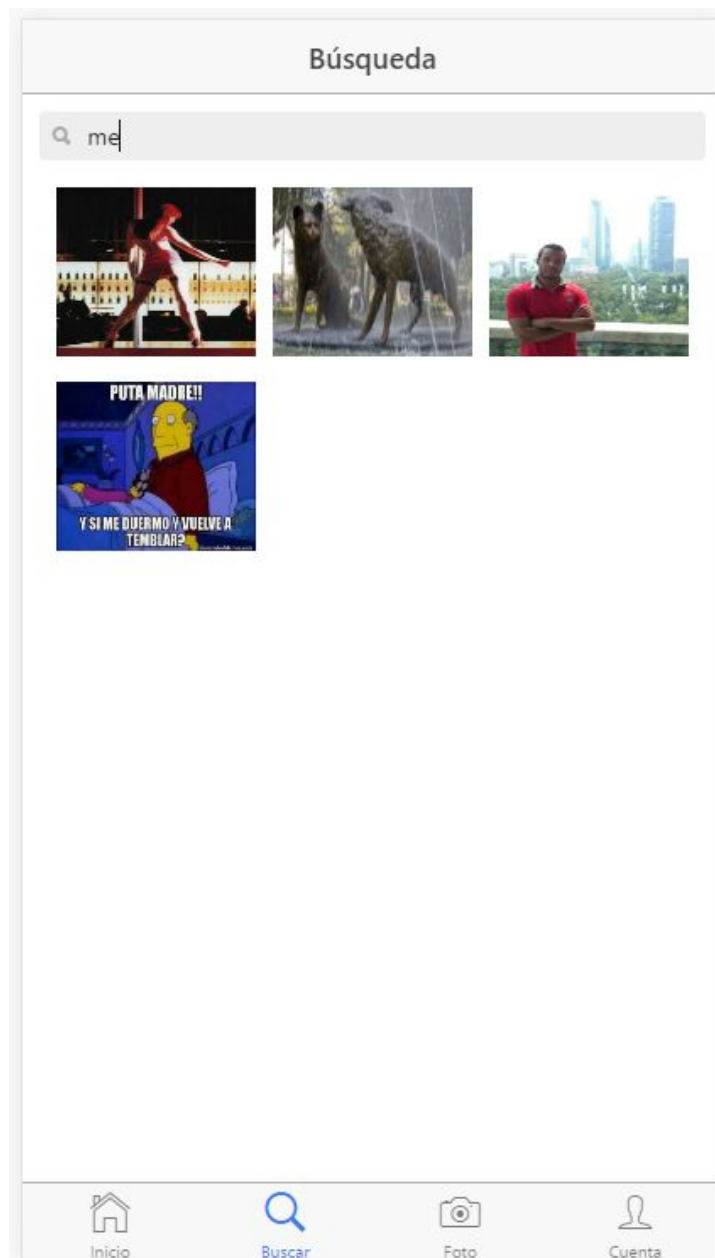 Búsqueda
me
PUTA MADRE!!
Y SI ME DUERMO Y VUELVE A
TEMBLAR?
Inicio
Buscar
Foto
Cuenta